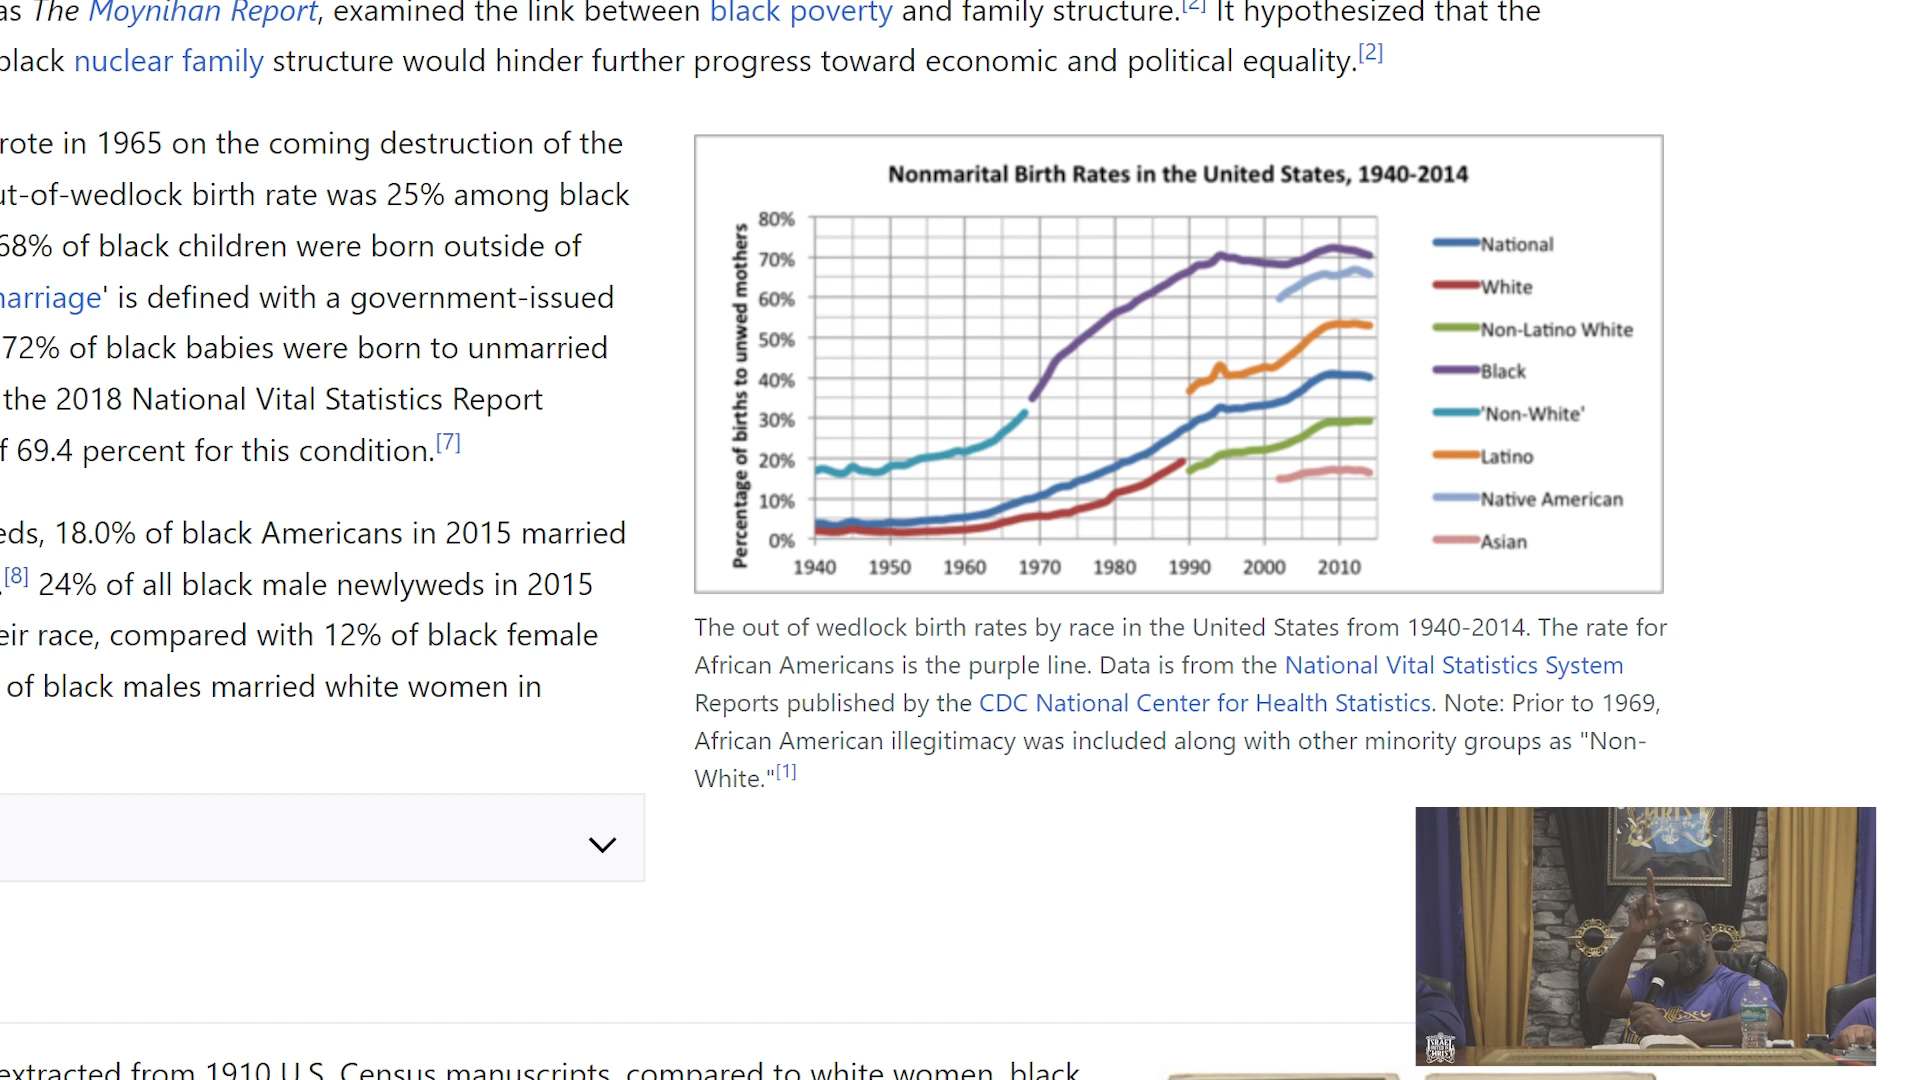 as The Moynihan Report, examined the link between black poverty and family structure.[2] It hypothesized that the
black nuclear family structure would hinder further progress toward economic and political equality.[2]
rote in 1965 on the coming destruction of the
ut-of-wedlock birth rate was 25% among black
68% of black children were born outside of
narriage' is defined with a government-issued
72% of black babies were born to unmarried
the 2018 National Vital Statistics Report
f 69.4 percent for this condition.[7]
eds, 18.0% of black Americans in 2015 married
.[8] 24% of all black male newlyweds in 2015
eir race, compared with 12% of black female
of black males married white women in
Nonmarital Birth Rates in the United States, 1940-2014
Percentage of births to unwed mothers
80%
70%
60%
50%
40%
30%
20%
10%
0%
1940 1950 1960 1970 1980 1990 2000 2010
National
White
Non-Latino White
Black
'Non-White'
Latino
Native American
Asian
The out of wedlock birth rates by race in the United States from 1940-2014. The rate for
African Americans is the purple line. Data is from the National Vital Statistics System
Reports published by the CDC National Center for Health Statistics. Note: Prior to 1969,
African American illegitimacy was included along with other minority groups as "Non-
White."[1]
CHRIST
ISRAEL
UNITED IN
CHRIST
extracted from 1910 U.S. Census manuscripts, compared to white women, black